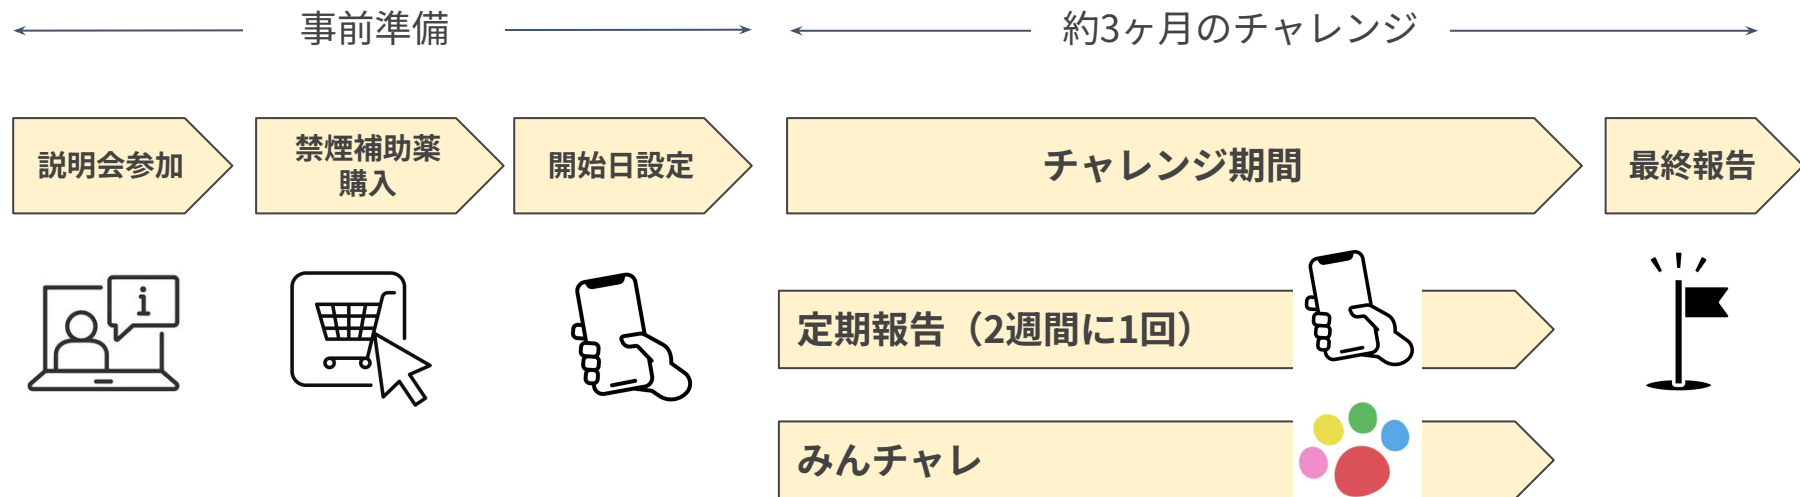 事前準備
約3ヶ月のチャレンジ
説明会参加
禁煙補助薬
購入
開始日設定
チャレンジ期間
最終報告
i
定期報告（2週間に1回）
みんチャレ